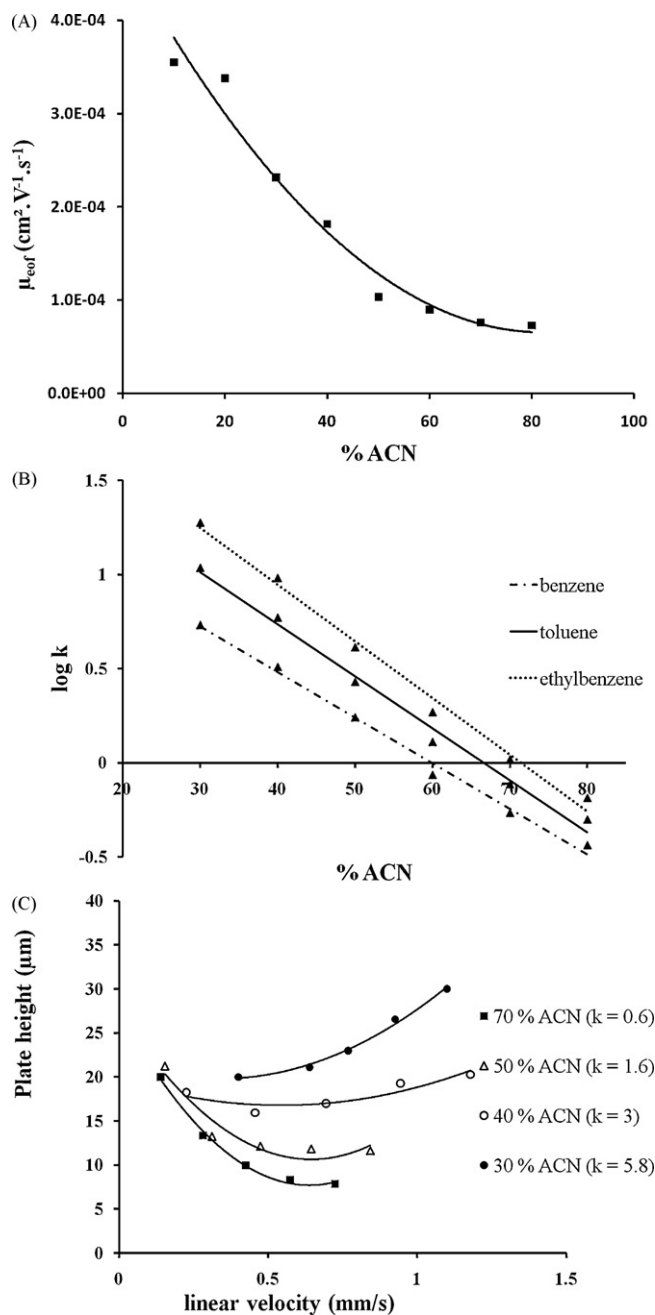 (A)
4.0E-04
3.0E-04
2.0E-04
1.0E-04
0.0E+00
μeof (cm².V⁻¹.s⁻¹)
0 20 40 60 80 100
% ACN
(B)
1.5
1
0.5
0
-0.5
log k
20 30 40 50 60 70 80
% ACN
benzene
toluene
ethylbenzene
(C)
40
35
30
25
20
15
10
5
0
Plate height (μm)
0 0.5 1 1.5
linear velocity (mm/s)
70 % ACN (k = 0.6)
50 % ACN (k = 1.6)
40 % ACN (k = 3)
30 % ACN (k = 5.8)